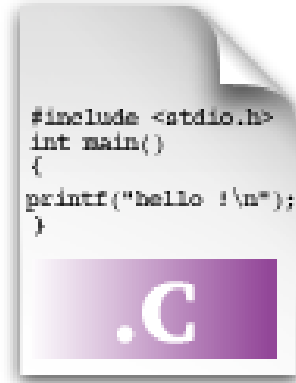 #include <stdio.h>
int main()
{
printf("hello !\n");
}
.C